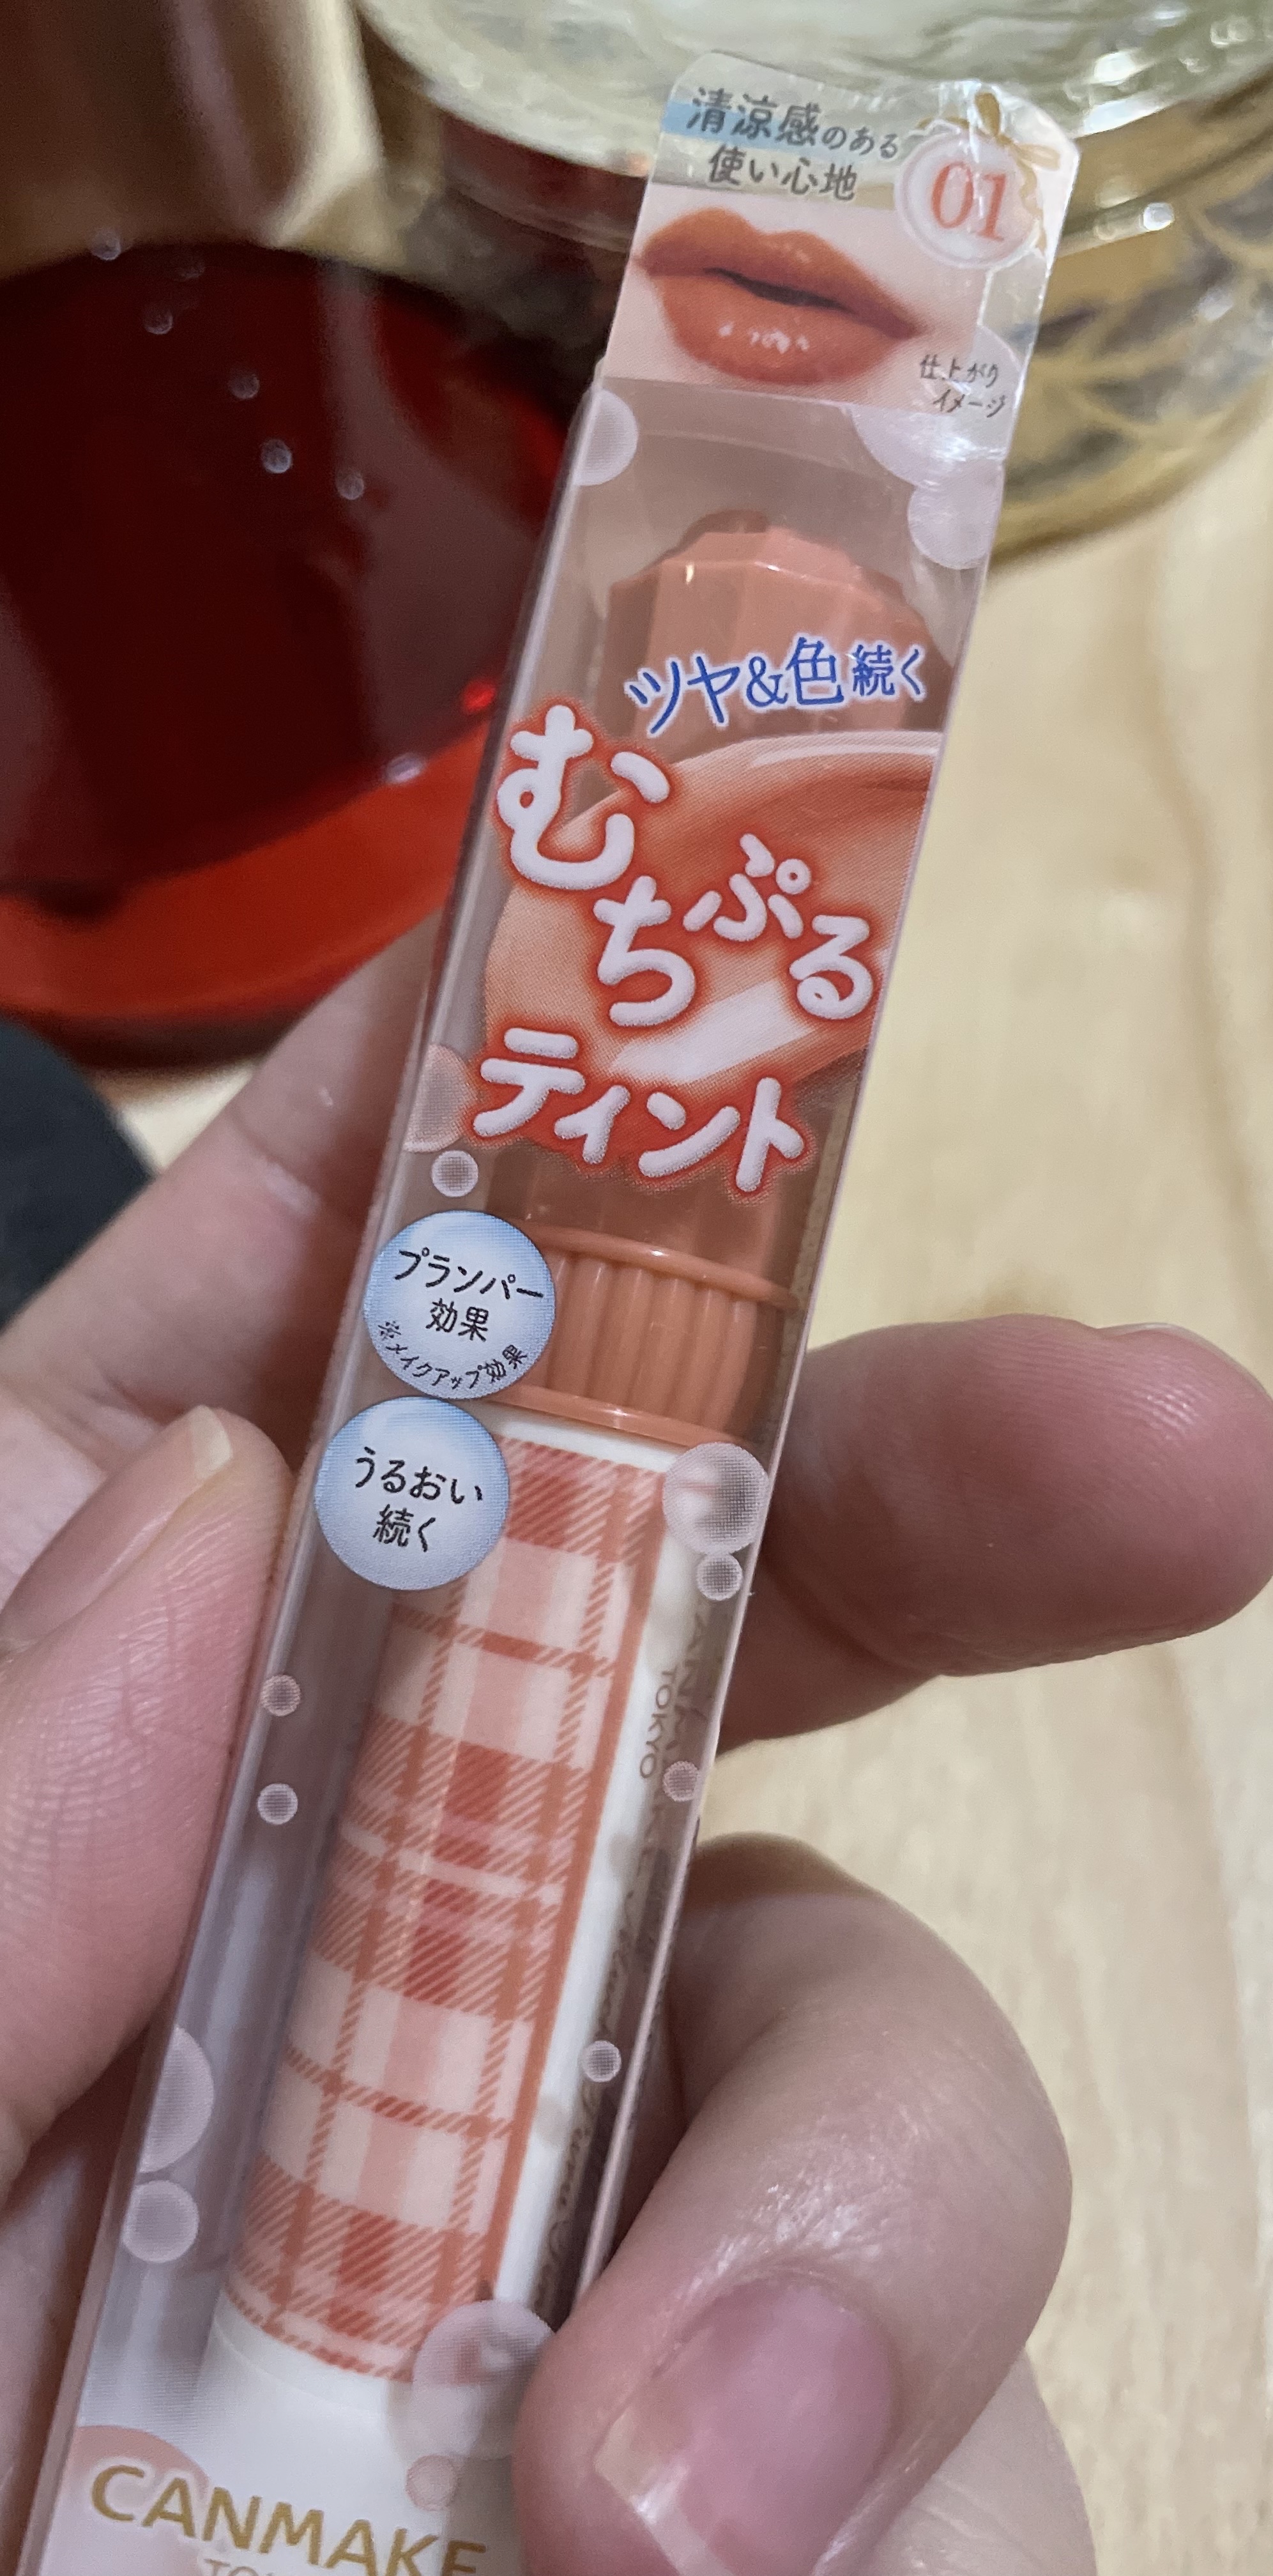 清涼感のある
使い心地
01
仕上がり
イメージ
ツヤ&色続く
むちぷる
ティント
プランパー
効果
※メイクアップ効果
うるおい
続く
TOKYO
CANMAKE